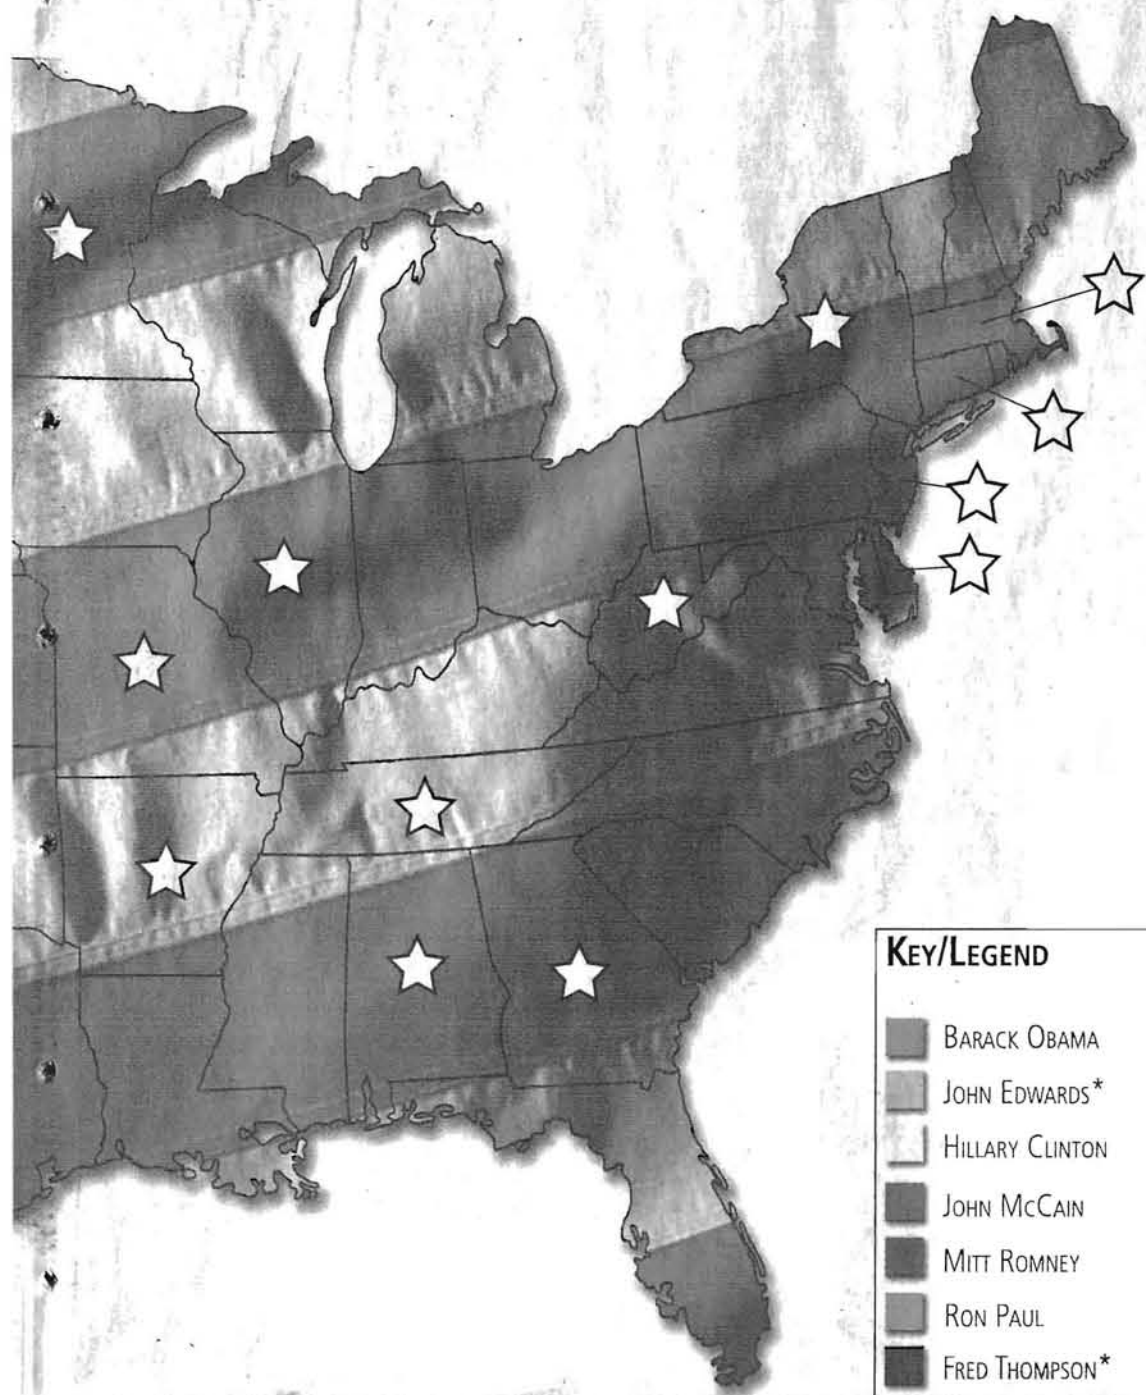 KEY/LEGEND
BARACK OBAMA
JOHN EDWARDS*
HILLARY CLINTON
JOHN MCCAIN
MITT ROMNEY
RON PAUL
FRED THOMPSON*